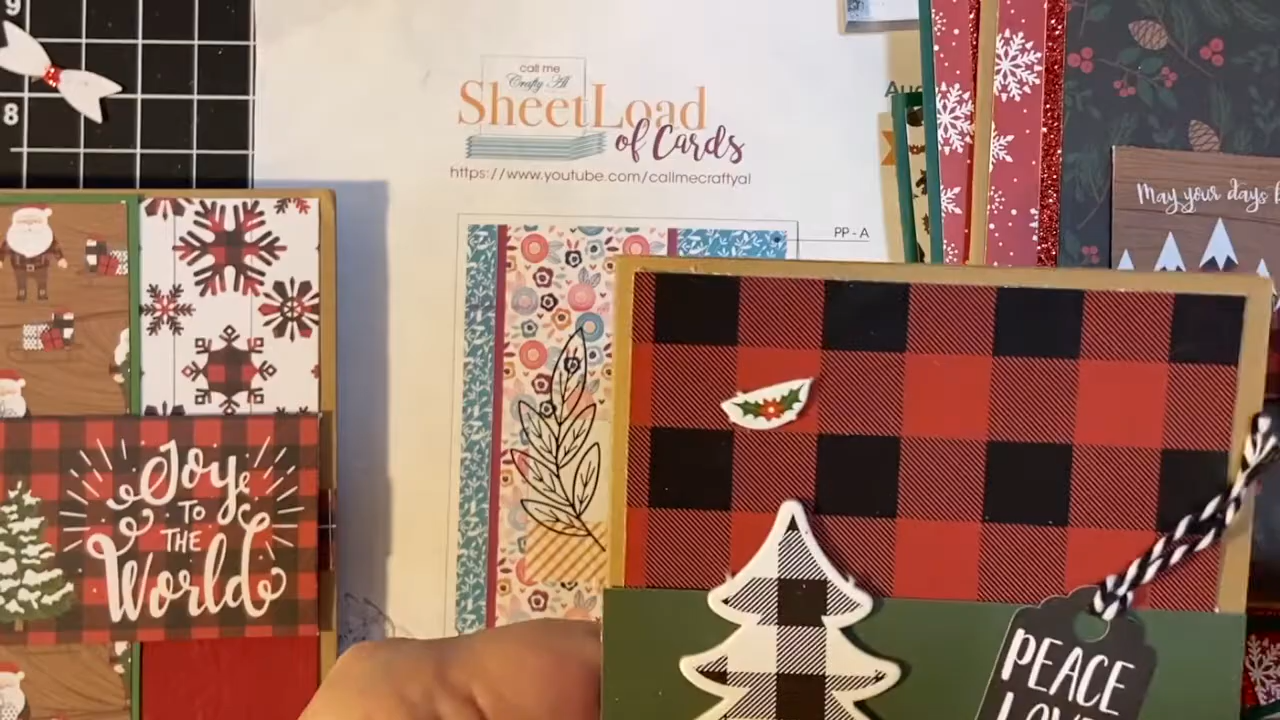 9
8
call me
Crafty Al
SheetLoad
of Cards
https://www.youtube.com/callmecraftyal
PP - A
May your days
Joy
TO
THE
World
PEACE